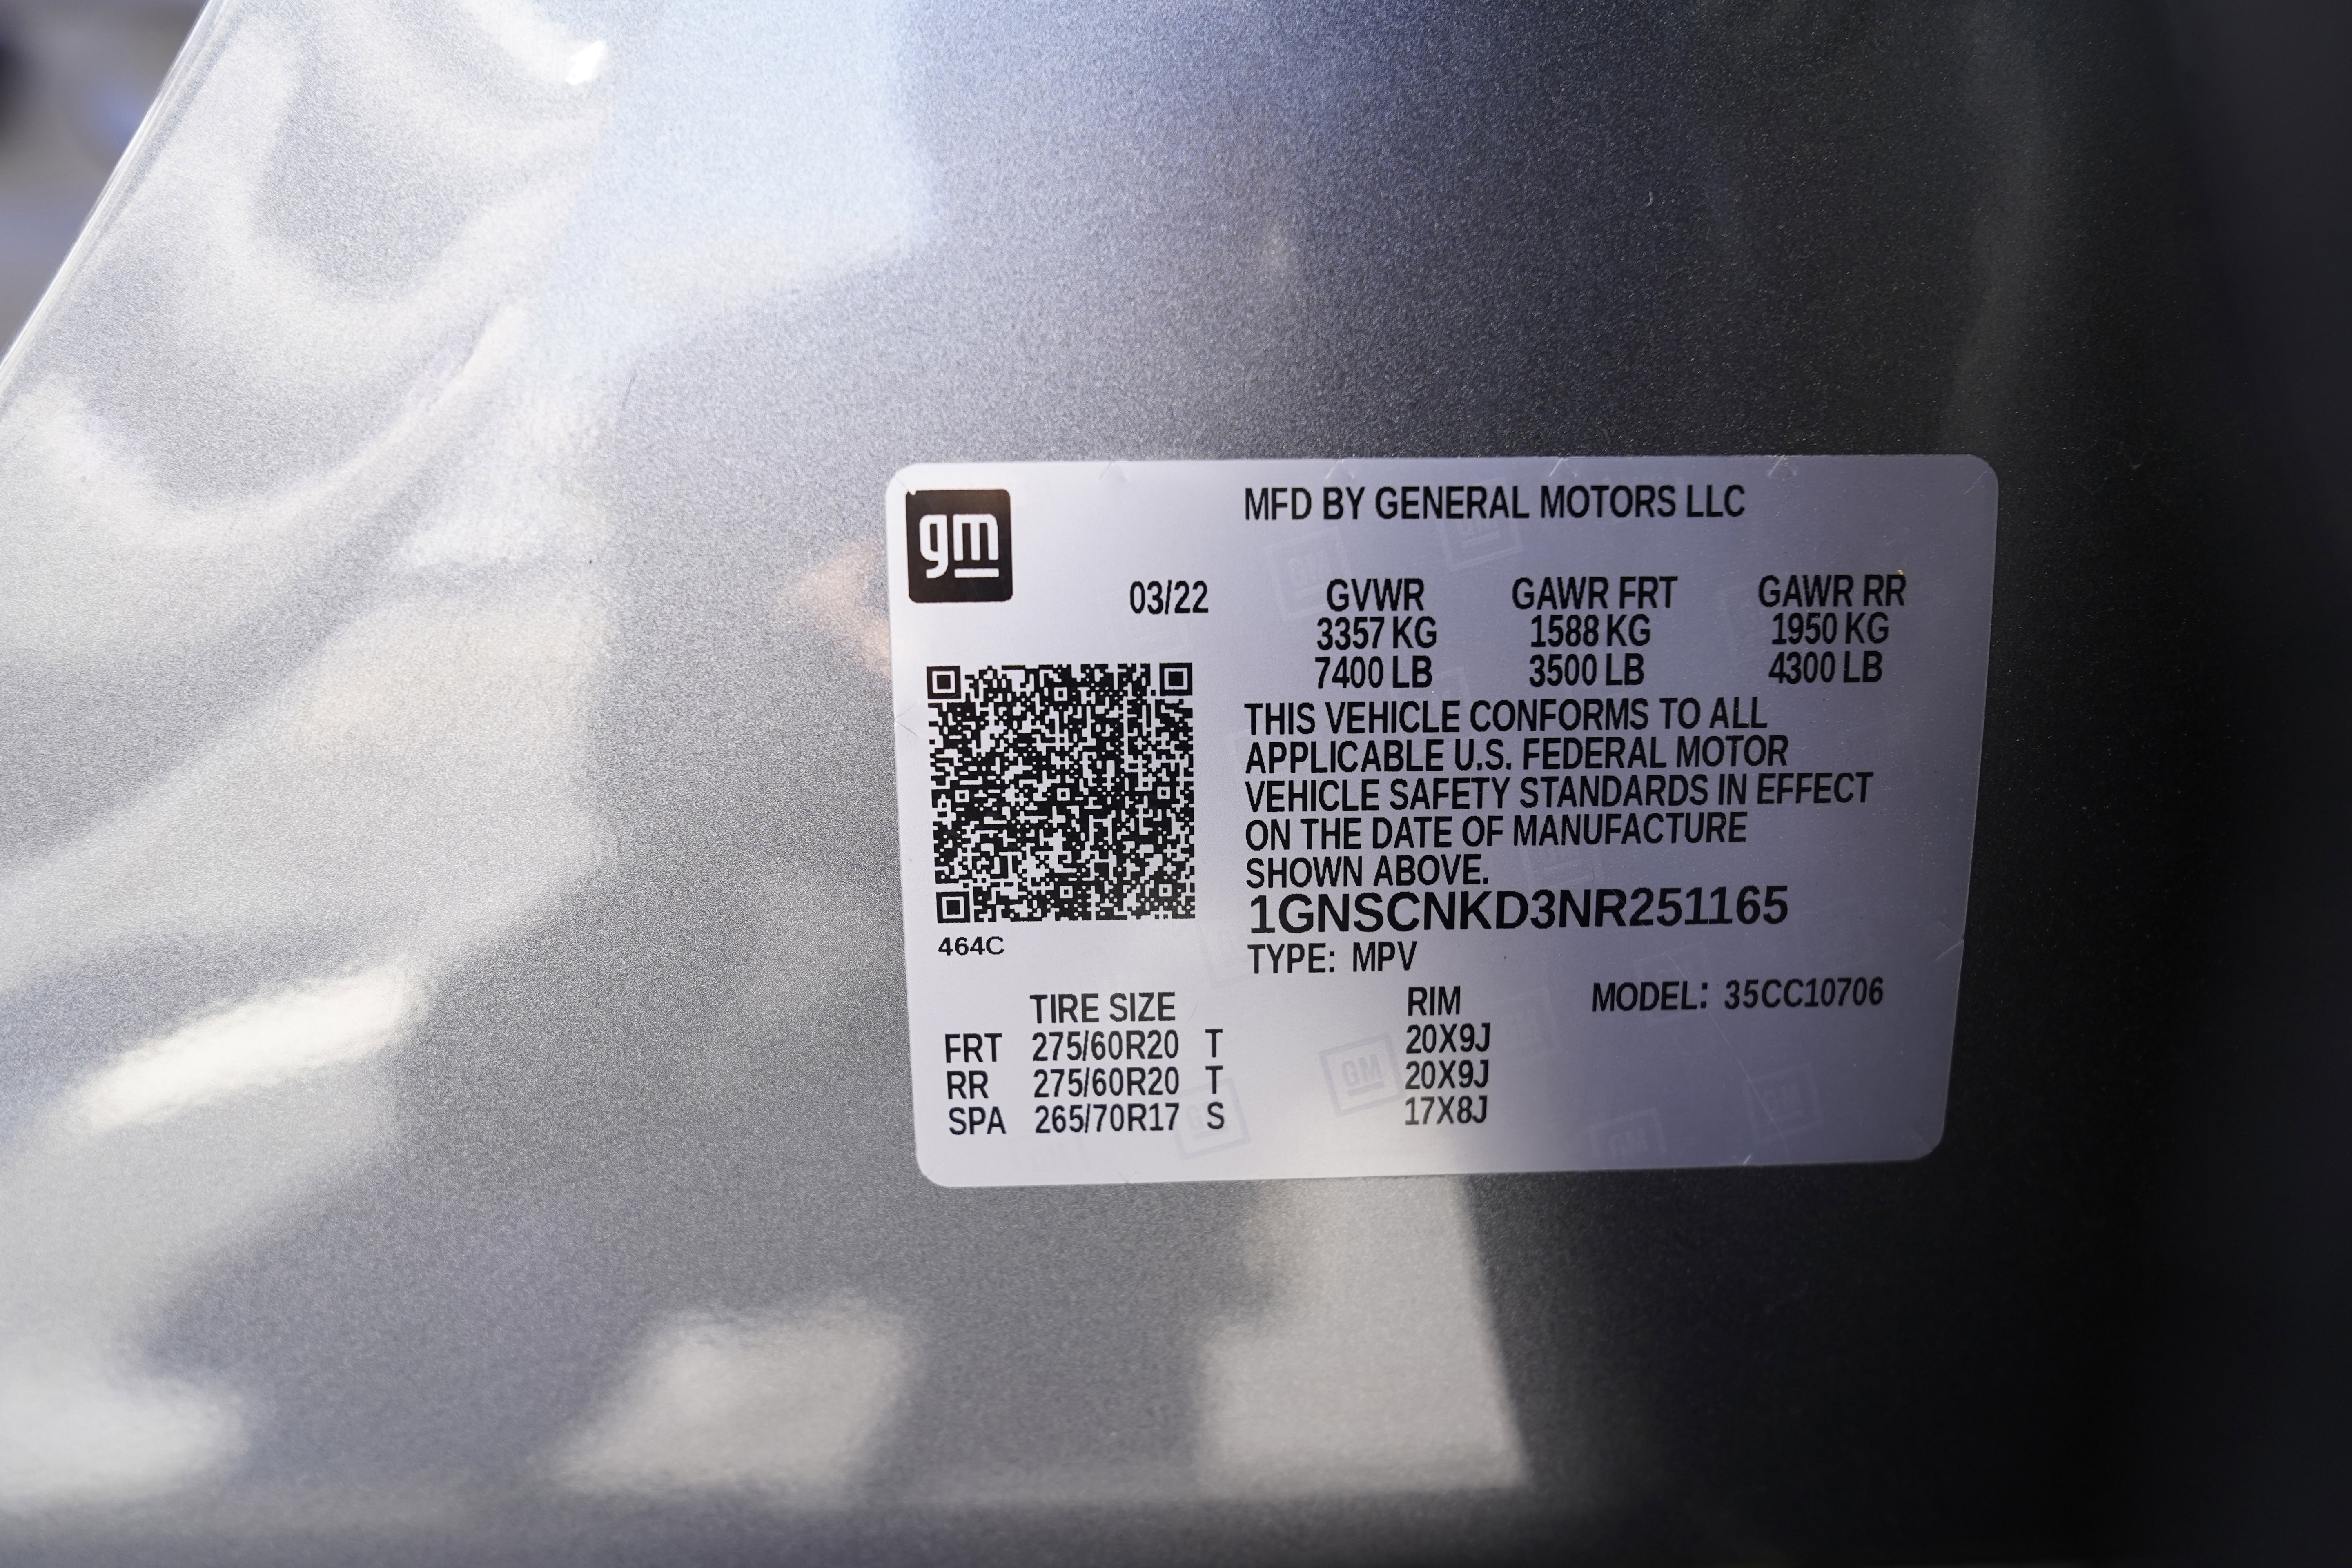 gm
MFD BY GENERAL MOTORS LLC
03/22 GVWR GAWR FRT GAWR RR
3357 KG 1588 KG 1950 KG
7400 LB 3500 LB 4300 LB
THIS VEHICLE CONFORMS TO ALL
APPLICABLE U.S. FEDERAL MOTOR
VEHICLE SAFETY STANDARDS IN EFFECT
ON THE DATE OF MANUFACTURE
SHOWN ABOVE.
1GNSCNKD3NR251165
464C
TYPE: MPV
TIRE SIZE RIM MODEL: 35CC10706
FRT 275/60R20 T 20X9J
RR 275/60R20 T 20X9J
SPA 265/70R17 S 17X8J
GM